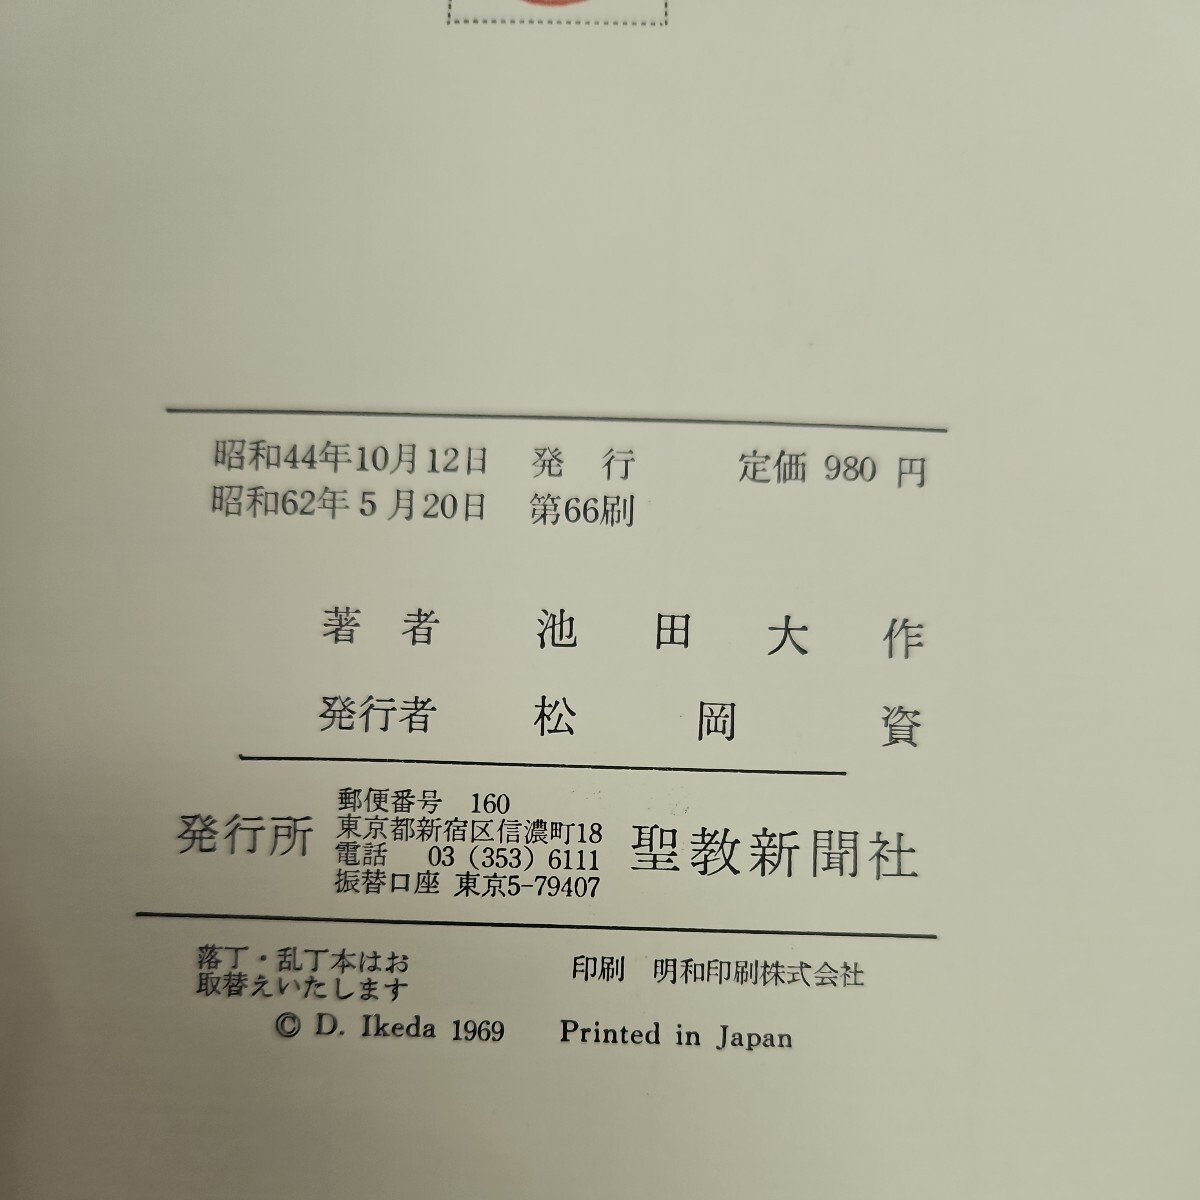 昭和44年10月12日 発 行 定価 980 円
昭和62年5月20日 第66刷
著 者 池 田 大 作
発行者 松 岡 資
発行所
郵便番号 160
東京都新宿区信濃町18
電話 03 (353) 6111
振替口座 東京5-79407
聖教新聞社
落丁・乱丁本はお
取替えいたします
印刷 明和印刷株式会社
© D. Ikeda 1969 Printed in Japan